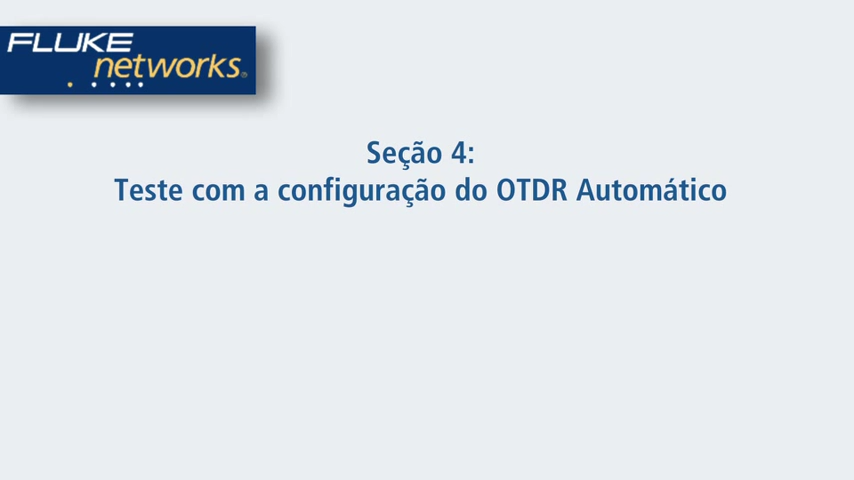 FLUKE
networks®
Seção 4:
Teste com a configuração do OTDR Automático